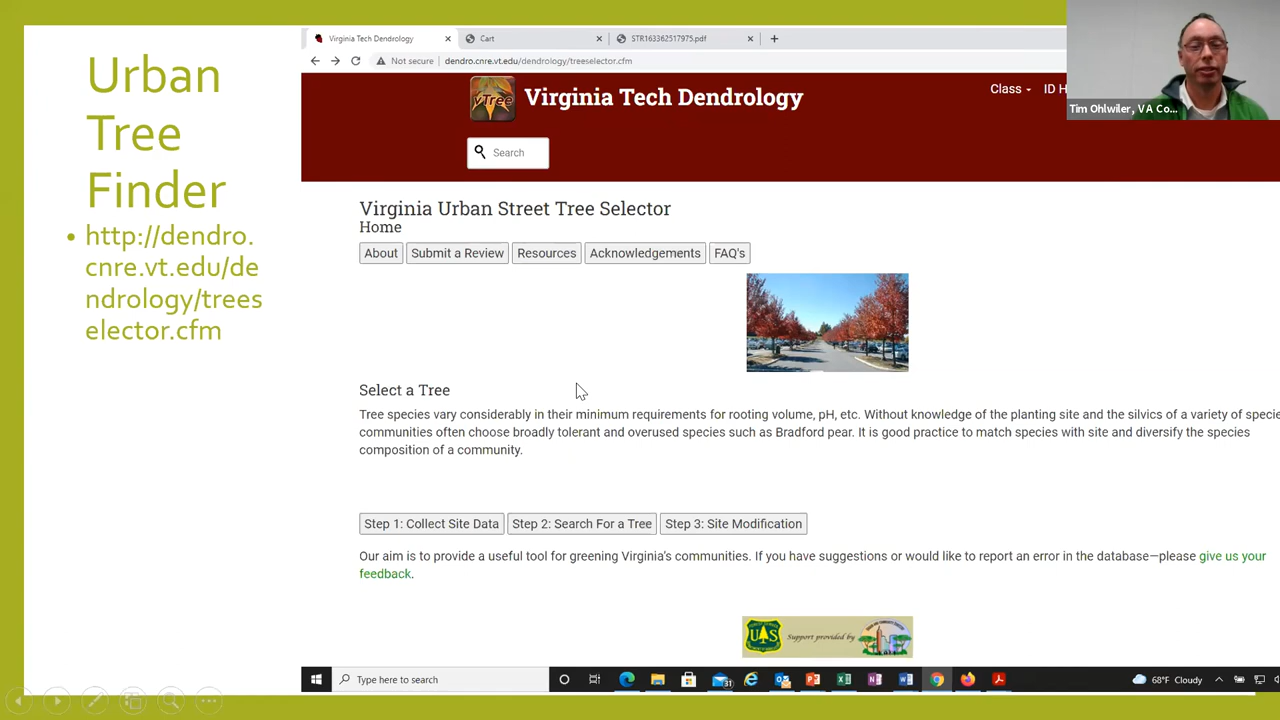 Urban
Tree
Finder
• http://dendro.
cnre.vt.edu/de
ndrology/trees
elector.cfm
Virginia Tech Dendrology
Cart
STR163362517975.pdf
Not secure
dendro.cnre.vt.edu/dendrology/treeselector.cfm
vTree
Virginia Tech Dendrology
Class
ID H
Tim Ohlwiler, VA Co...
Search
Virginia Urban Street Tree Selector
Home
About
Submit a Review
Resources
Acknowledgements
FAQ's
Select a Tree
Tree species vary considerably in their minimum requirements for rooting volume, pH, etc. Without knowledge of the planting site and the silvics of a variety of specie
communities often choose broadly tolerant and overused species such as Bradford pear. It is good practice to match species with site and diversify the species
composition of a community.
Step 1: Collect Site Data
Step 2: Search For a Tree
Step 3: Site Modification
Our aim is to provide a useful tool for greening Virginia's communities. If you have suggestions or would like to report an error in the database—please give us your
feedback.
UAS
Support provided by
Type here to search
31
68°F Cloudy